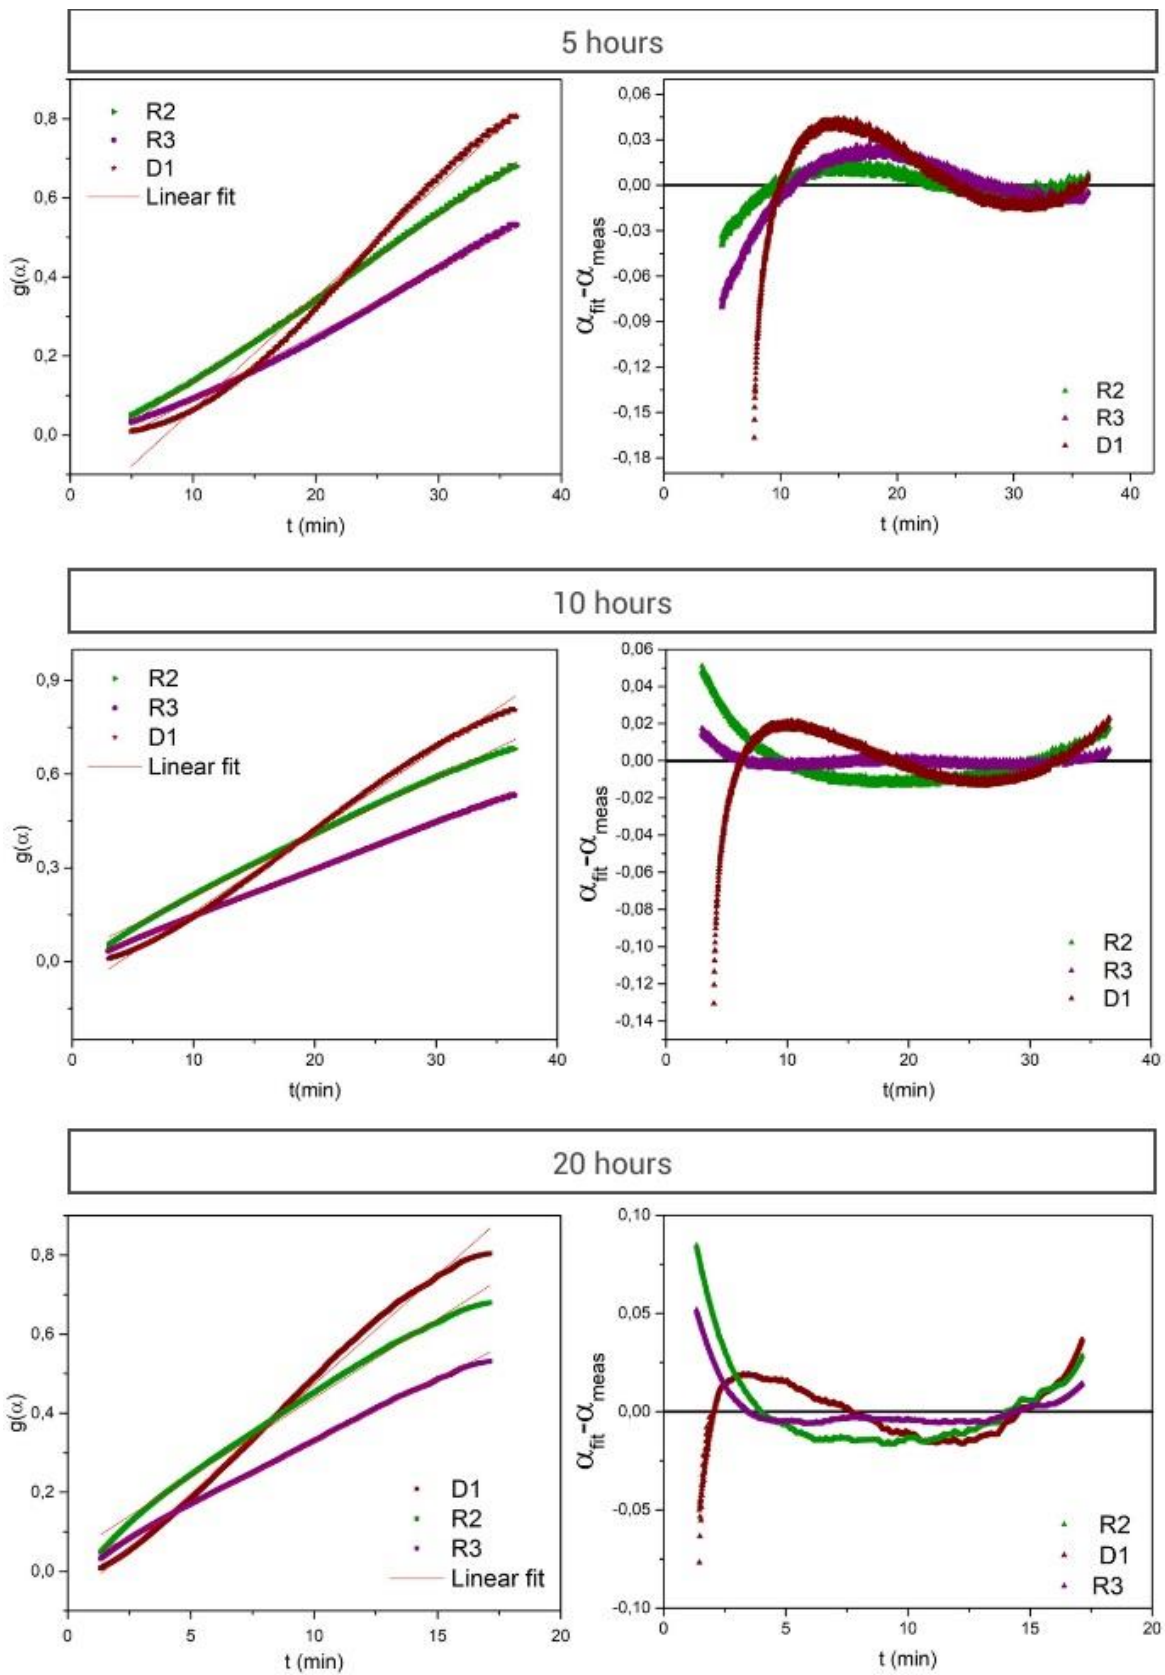 5 hours
R2
R3
D1
Linear fit
g(α)
0,8
0,6
0,4
0,2
0,0
0 10 20 30 40
t (min)
αfit-αmeas
0,06
0,03
0,00
-0,03
-0,06
-0,09
-0,12
-0,15
-0,18
R2
R3
D1
0 10 20 30 40
t (min)
10 hours
R2
R3
D1
Linear fit
g(α)
0,9
0,6
0,3
0,0
0 10 20 30 40
t(min)
αfit-αmeas
0,06
0,04
0,02
0,00
-0,02
-0,04
-0,06
-0,08
-0,10
-0,12
-0,14
R2
R3
D1
0 10 20 30 40
t (min)
20 hours
g(α)
0,8
0,6
0,4
0,2
0,0
D1
R2
R3
Linear fit
0 5 10 15 20
t (min)
αfit-αmeas
0,10
0,05
0,00
-0,05
-0,10
R2
D1
R3
0 5 10 15 20
t (min)